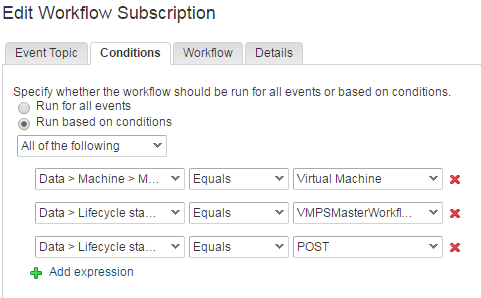 Edit Workflow Subscription
Event Topic Conditions Workflow Details
Specify whether the workflow should be run for all events or based on conditions.
Run for all events
Run based on conditions
All of the following
Data > Machine > M... Equals Virtual Machine
Data > Lifecycle sta... Equals VMPSMasterWorkfl...
Data > Lifecycle sta... Equals POST
Add expression